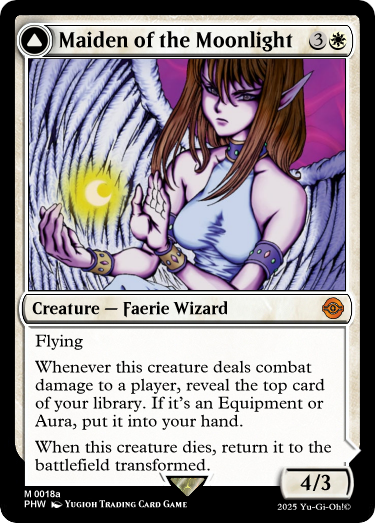 Maiden of the Moonlight 3
Creature — Faerie Wizard
Flying
Whenever this creature deals combat
damage to a player, reveal the top card
of your library. If it's an Equipment or
Aura, put it into your hand.
When this creature dies, return it to the
battlefield transformed.
4/3
M 0018a
PHW Yugioh Trading Card Game
2025 Yu-Gi-Oh!©